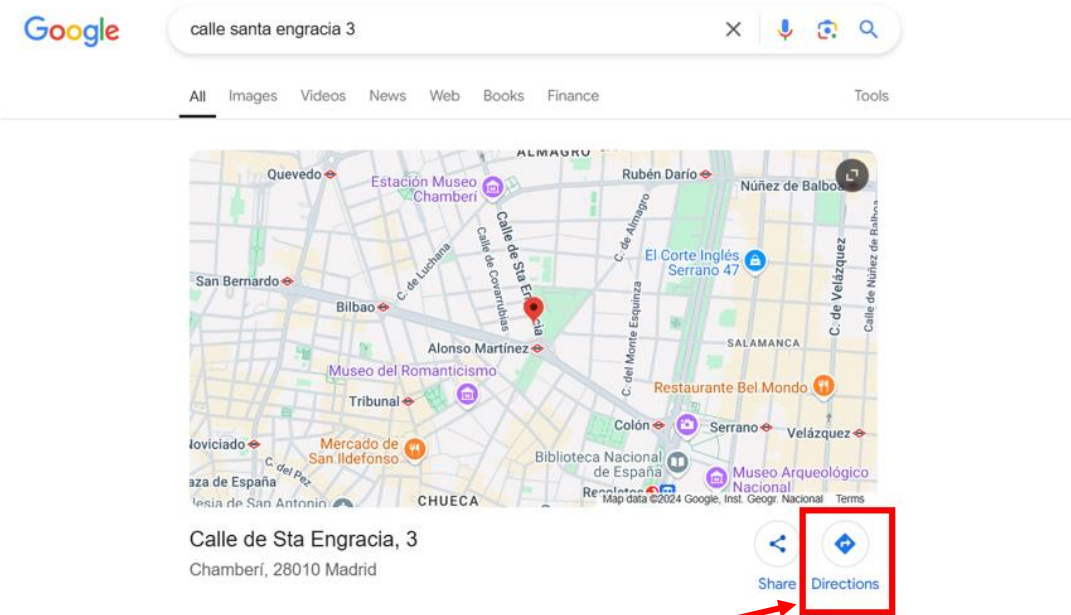 Google
calle santa engracia 3
All Images Videos News Web Books Finance Tools
ALMAGRO
Quevedo
Estación Museo
Chamberí
Rubén Darío
Núñez de Balboa
Calle de Sta Engracia
Calle de Covarrubias
C. de Luchana
C. de Almagro
El Corte Inglés
Serrano 47
C. de Velázquez
Calle de Núñez de Balboa
San Bernardo
Bilbao
C. del Monte Esquinza
Alonso Martínez
SALAMANCA
Museo del Romanticismo
Restaurante Bel Mondo
Tribunal
Colón
Serrano
Velázquez
Noviciado
Mercado de
San Ildefonso
Biblioteca Nacional
de España
C. del Pez
Museo Arqueológico
Nacional
aza de España
lesia de San Antonio
CHUECA
Recoletos
Map data ©2024 Google, Inst. Geogr. Nacional Terms
Calle de Sta Engracia, 3
Chamberí, 28010 Madrid
Share Directions